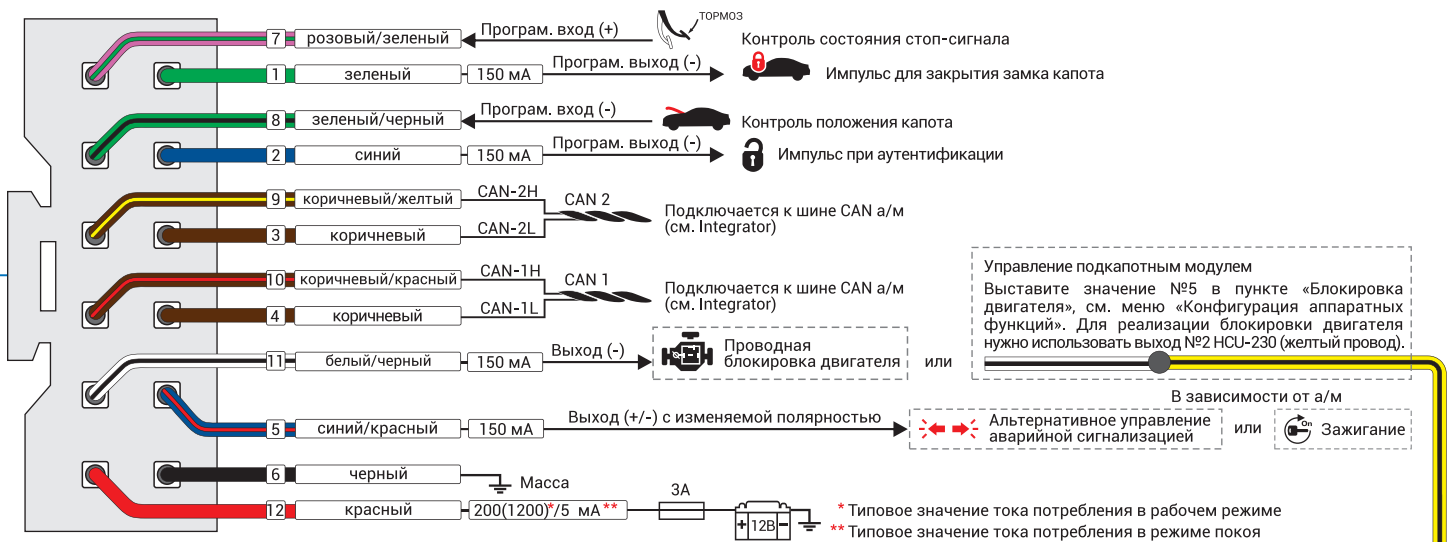 7 розовый/зеленый Програм. вход (+) ТОРМОЗ
Контроль состояния стоп-сигнала
1 зеленый 150 мА Програм. выход (-) Импульс для закрытия замка капота
8 зеленый/черный Програм. вход (-) Контроль положения капота
2 синий 150 мА Програм. выход (-) Импульс при аутентификации
9 коричневый/желтый CAN-2H CAN 2
3 коричневый CAN-2L
Подключается к шине CAN а/м
(см. Integrator)
10 коричневый/красный CAN-1H CAN 1
4 коричневый CAN-1L
Подключается к шине CAN а/м
(см. Integrator)
11 белый/черный 150 мА Выход (-)
Проводная
блокировка двигателя
или
Управление подкапотным модулем
Выставите значение №5 в пункте «Блокировка
двигателя», см. меню «Конфигурация аппаратных
функций». Для реализации блокировки двигателя
нужно использовать выход №2 HCU-230 (желтый провод).
В зависимости от а/м
5 синий/красный 150 мА Выход (+/-) с изменяемой полярностью
Альтернативное управление
аварийной сигнализацией
или
On
Зажигание
6 черный Масса
12 красный 200(1200)*/5 мА** 3А + 12В -
* Типовое значение тока потребления в рабочем режиме
** Типовое значение тока потребления в режиме покоя